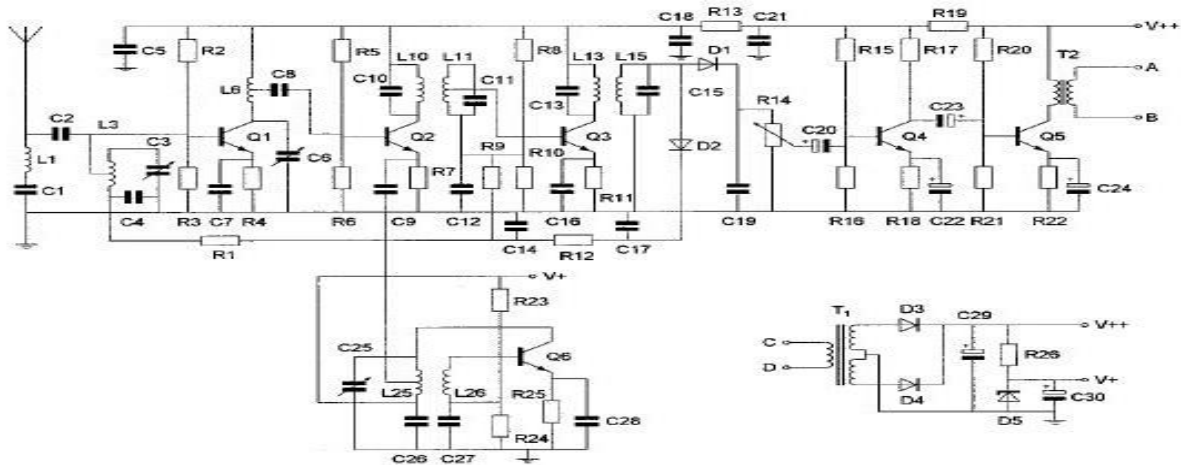 C18 R13 C21 R19 V++
C5 R2 R5 L10 L11 R8 L13 L15 D1 R15 R17 R20 T2
C8 C10 C11 C13 C15 A
L6 R14 C23
C2 L3 C3 Q1 Q2 Q3 D2 C20 Q4 Q5 B
L1 C6 R9 R10
C1 R7 R11 C24
C4 R3 C7 R4 R6 C9 C12 C16 C19 R16 R18 C22 R21 R22
R1 C14 R12 C17
V+
R23 T1 D3 C29 V++
C25 Q6 C R26
L25 L26 R25 D V+
C28 D4 D5 C30
R24
C26 C27